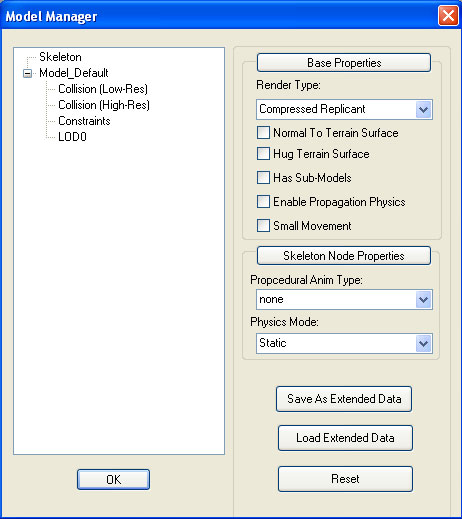 Model Manager
Skeleton
Model_Default
Collision (Low-Res)
Collision (High-Res)
Constraints
LOD0
OK
Base Properties
Render Type:
Compressed Replicant
Normal To Terrain Surface
Hug Terrain Surface
Has Sub-Models
Enable Propagation Physics
Small Movement
Skeleton Node Properties
Propcedural Anim Type:
none
Physics Mode:
Static
Save As Extended Data
Load Extended Data
Reset